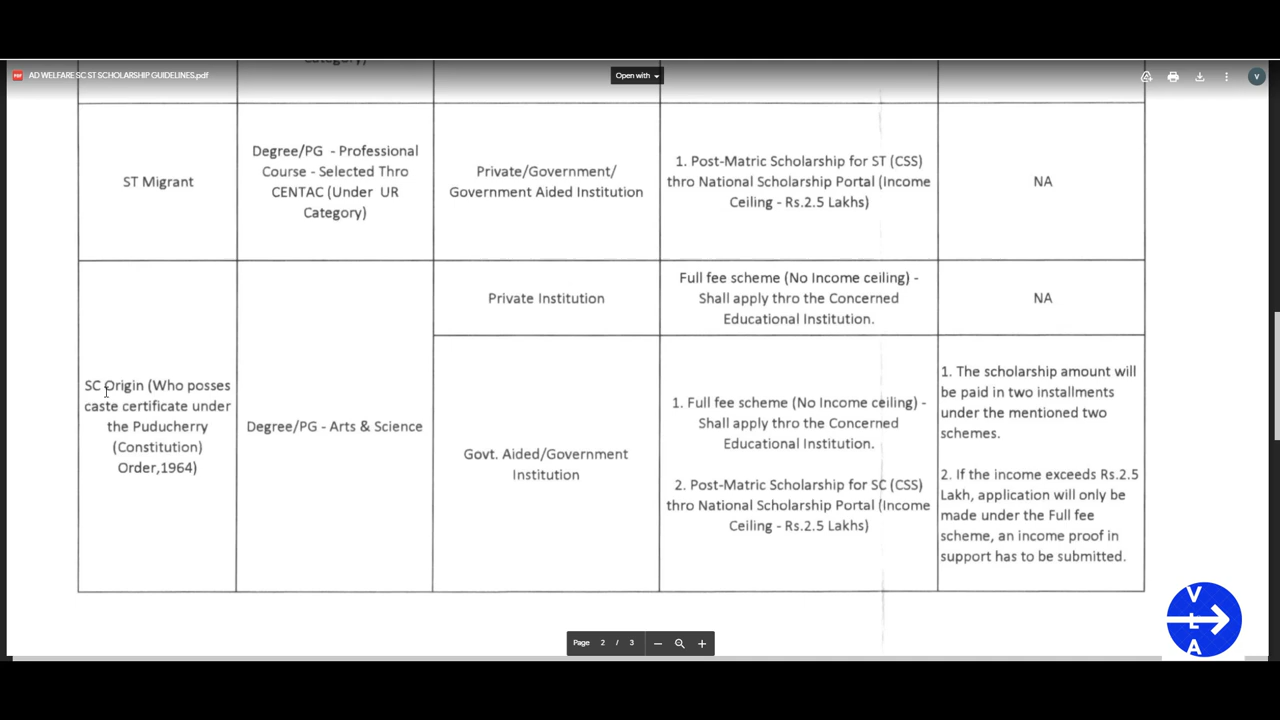 Category)
AD WELFARE SC ST SCHOLARSHIP GUIDELINES.pdf
Open with
V
ST Migrant
Degree/PG - Professional
Course - Selected Thro
CENTAC (Under UR
Category)
Private/Government/
Government Aided Institution
1. Post-Matric Scholarship for ST (CSS)
thro National Scholarship Portal (Income
Ceiling - Rs.2.5 Lakhs)
NA
SC Origin (Who posses
caste certificate under
the Puducherry
(Constitution)
Order,1964)
Degree/PG - Arts & Science
Private Institution
Full fee scheme (No Income ceiling) -
Shall apply thro the Concerned
Educational Institution.
NA
Govt. Aided/Government
Institution
1. Full fee scheme (No Income ceiling) -
Shall apply thro the Concerned
Educational Institution.
2. Post-Matric Scholarship for SC (CSS)
thro National Scholarship Portal (Income
Ceiling - Rs.2.5 Lakhs)
1. The scholarship amount will
be paid in two installments
under the mentioned two
schemes.
2. If the income exceeds Rs.2.5
Lakh, application will only be
made under the Full fee
scheme, an income proof in
support has to be submitted.
Page 2 / 3
V
L
A